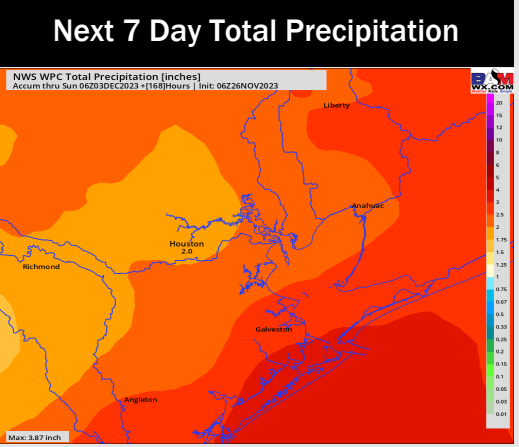 Next 7 Day Total Precipitation
NWS WPC Total Precipitation [inches]
Accum thru Sun 06Z03DEC2023 +[168]Hours | Init: 06Z26NOV2023
BAM
WX.COM
Liberty
Anahuac
Houston
2.0
Richmond
Galveston
Angleton
20
15
12
10
8
6
5
4
3
2.5
2
1.75
1.5
1.25
1
0.75
0.67
0.5
0.33
0.25
0.2
0.15
0.1
0.05
0.03
0.01
Max: 3.87 inch